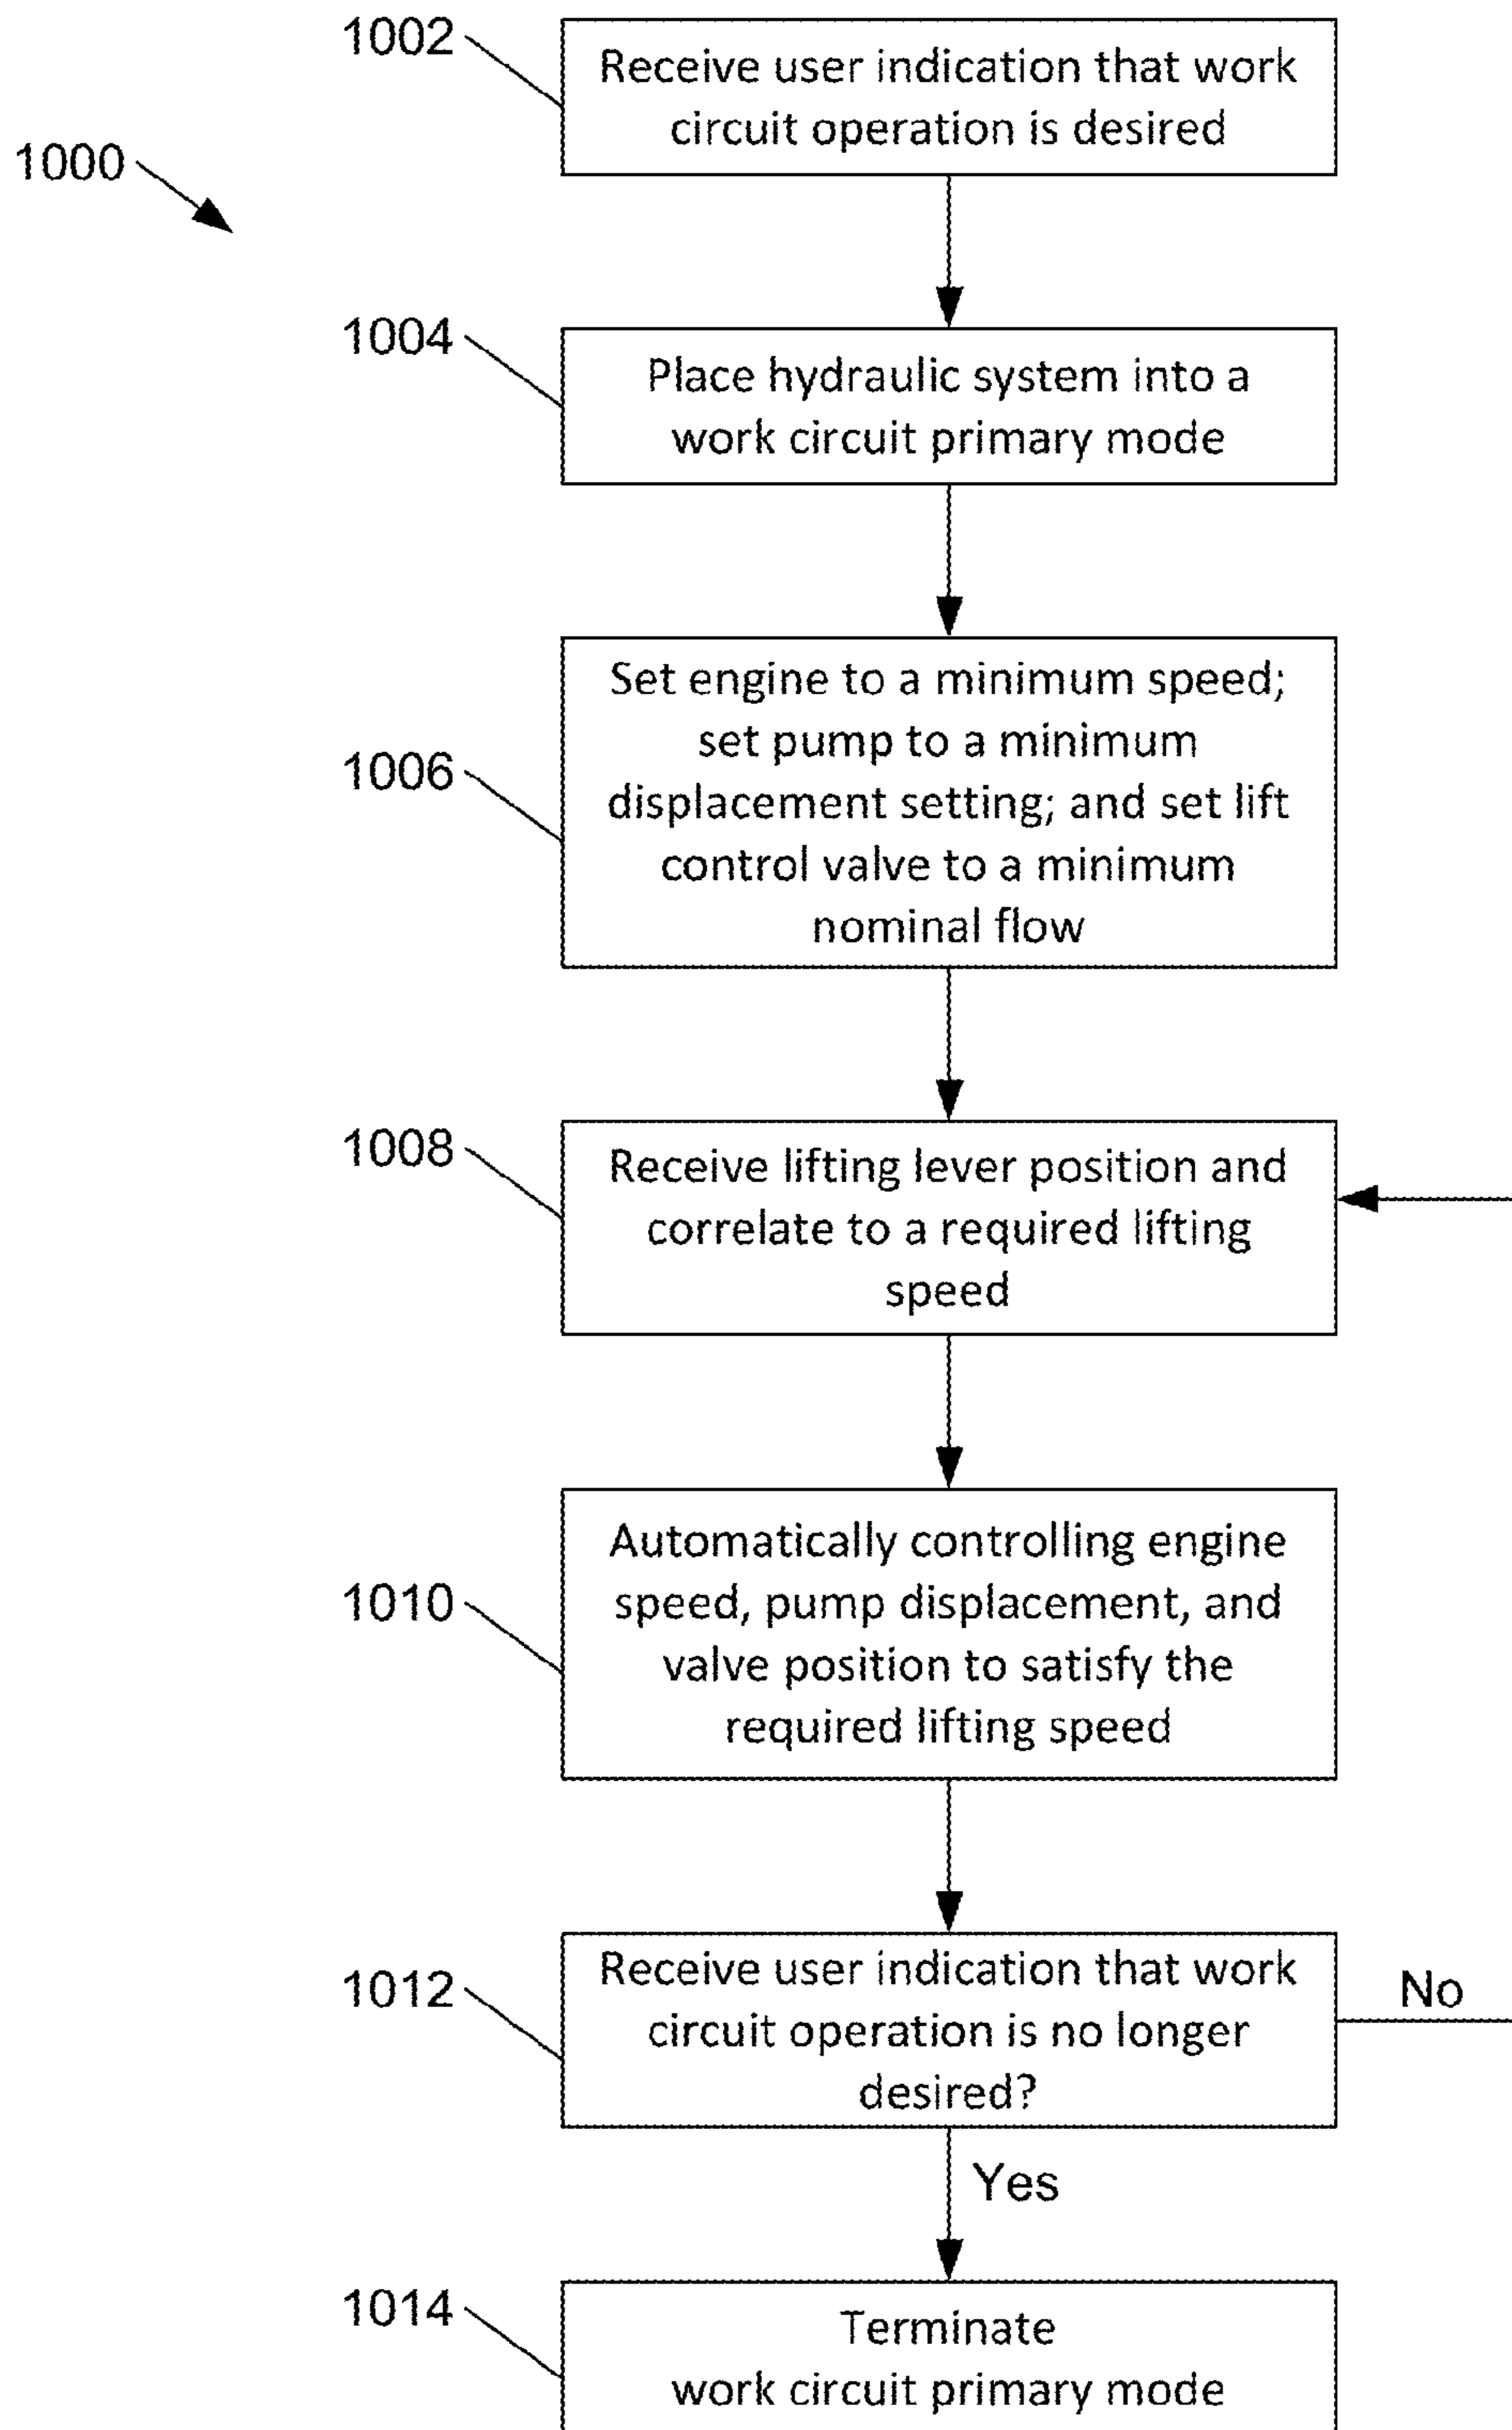 1002
Receive user indication that work
circuit operation is desired
1000
1004
Place hydraulic system into a
work circuit primary mode
1006
Set engine to a minimum speed;
set pump to a minimum
displacement setting; and set lift
control valve to a minimum
nominal flow
1008
Receive lifting lever position and
correlate to a required lifting
speed
1010
Automatically controlling engine
speed, pump displacement, and
valve position to satisfy the
required lifting speed
1012
Receive user indication that work
circuit operation is no longer
desired?
No
Yes
1014
Terminate
work circuit primary mode